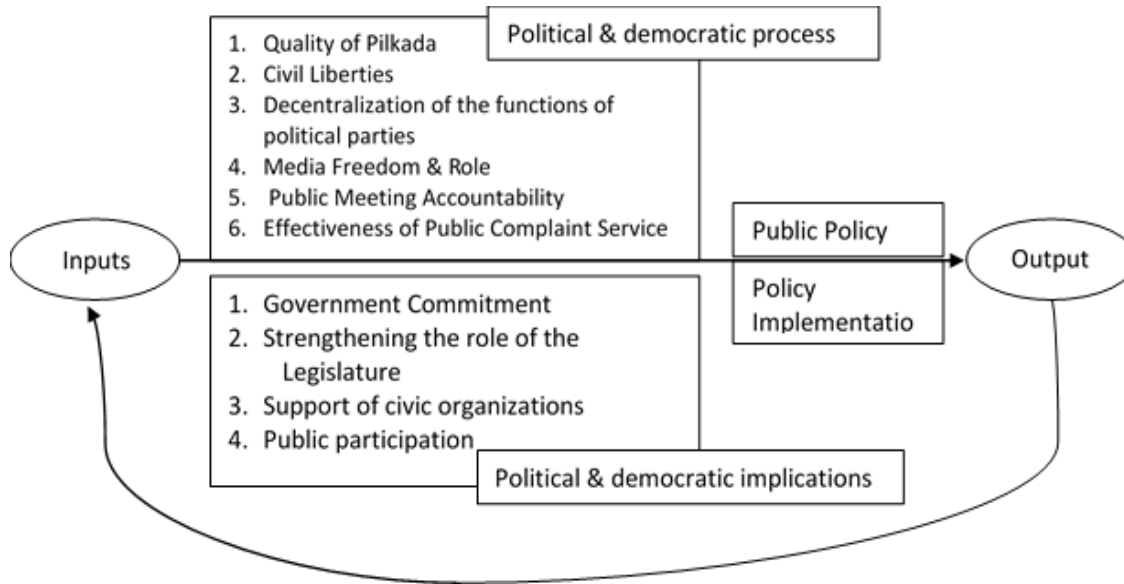 Political & democratic process
1. Quality of Pilkada
2. Civil Liberties
3. Decentralization of the functions of
political parties
4. Media Freedom & Role
5. Public Meeting Accountability
6. Effectiveness of Public Complaint Service
Inputs
Public Policy
Output
Policy
Implementatio
1. Government Commitment
2. Strengthening the role of the
Legislature
3. Support of civic organizations
4. Public participation
Political & democratic implications